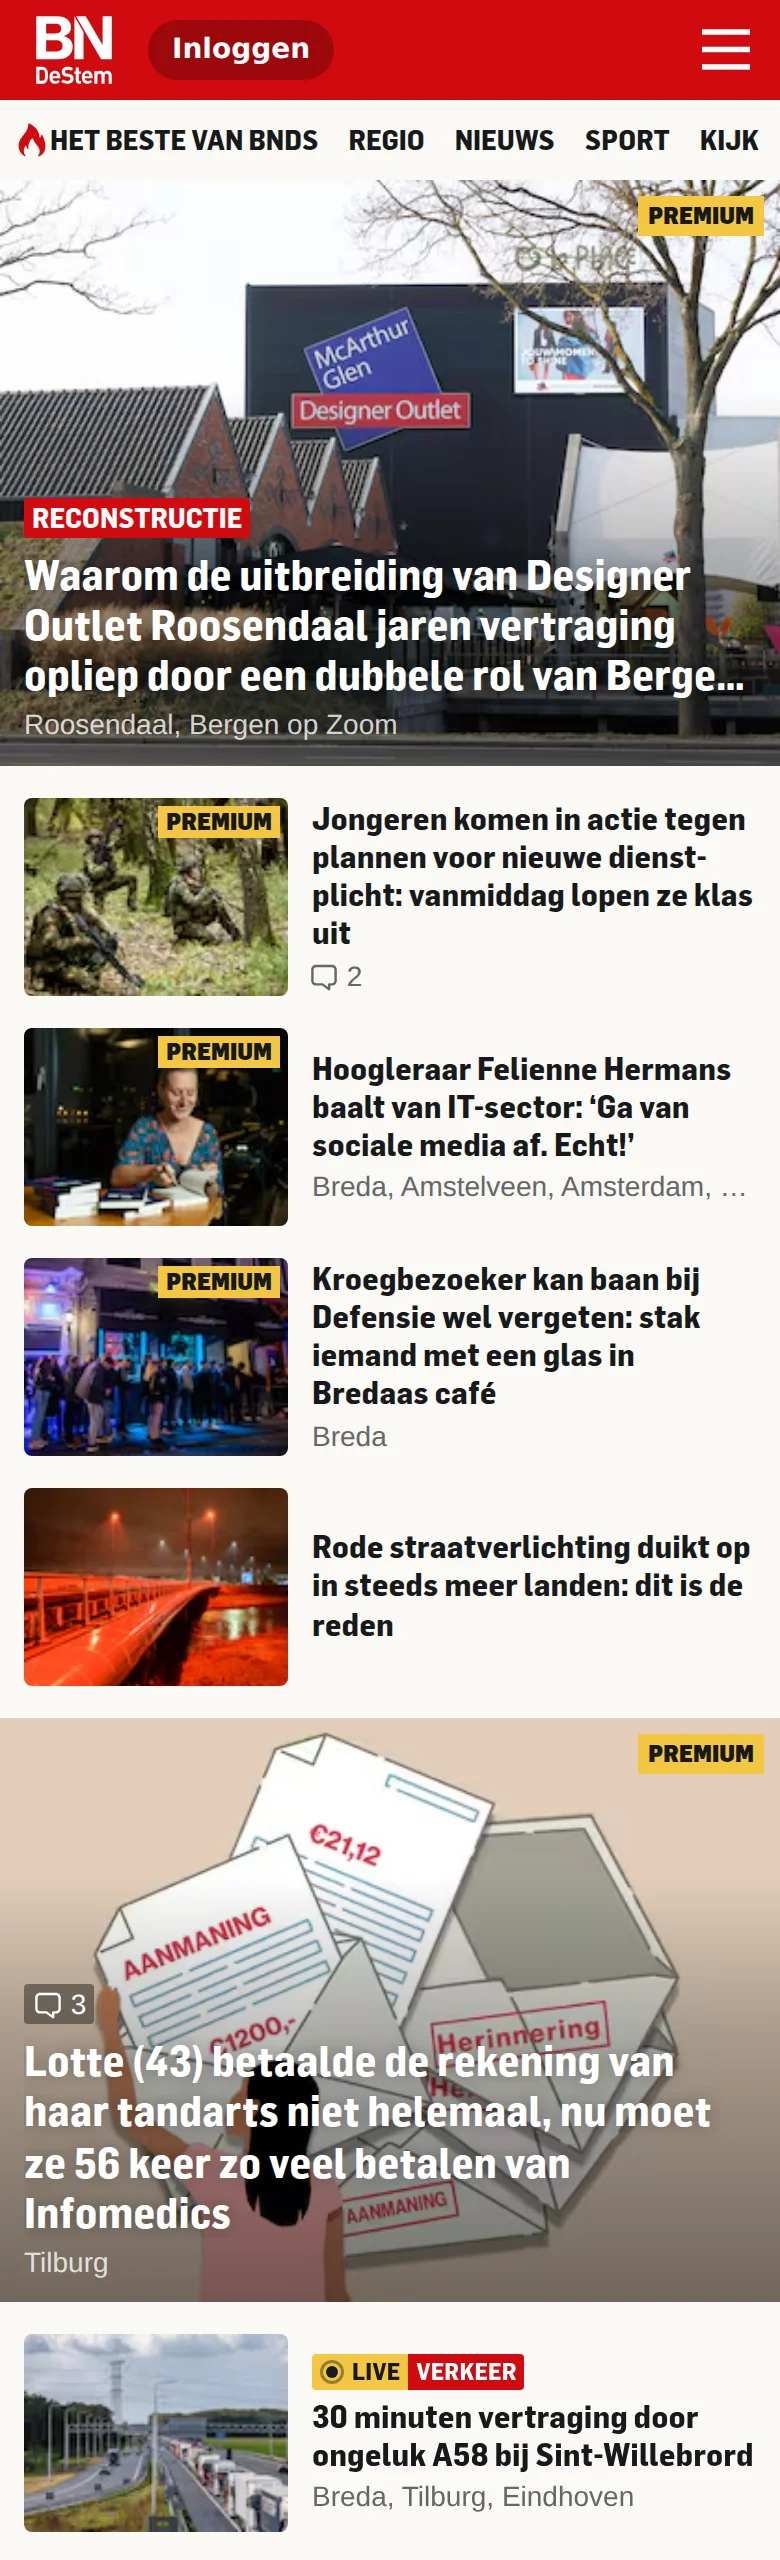 BN
DeStem
Inloggen
HET BESTE VAN BNDS REGIO NIEUWS SPORT KIJK
PREMIUM
McArthur
Glen
Designer Outlet
RECONSTRUCTIE
Waarom de uitbreiding van Designer
Outlet Roosendaal jaren vertraging
opliep door een dubbele rol van Berge...
Roosendaal, Bergen op Zoom
PREMIUM
Jongeren komen in actie tegen
plannen voor nieuwe dienst-
plicht: vanmiddag lopen ze klas
uit
2
PREMIUM
Hoogleraar Felienne Hermans
baalt van IT-sector: ‘Ga van
sociale media af. Echt!’
Breda, Amstelveen, Amsterdam, ...
PREMIUM
Kroegbezoeker kan baan bij
Defensie wel vergeten: stak
iemand met een glas in
Bredaas café
Breda
Rode straatverlichting duikt op
in steeds meer landen: dit is de
reden
PREMIUM
€21,12
AANMANING
€1200,-
Herinnering
3
Lotte (43) betaalde de rekening van
haar tandarts niet helemaal, nu moet
ze 56 keer zo veel betalen van
Infomedics
AANMANING
Tilburg
LIVE VERKEER
30 minuten vertraging door
ongeluk A58 bij Sint-Willebrord
Breda, Tilburg, Eindhoven